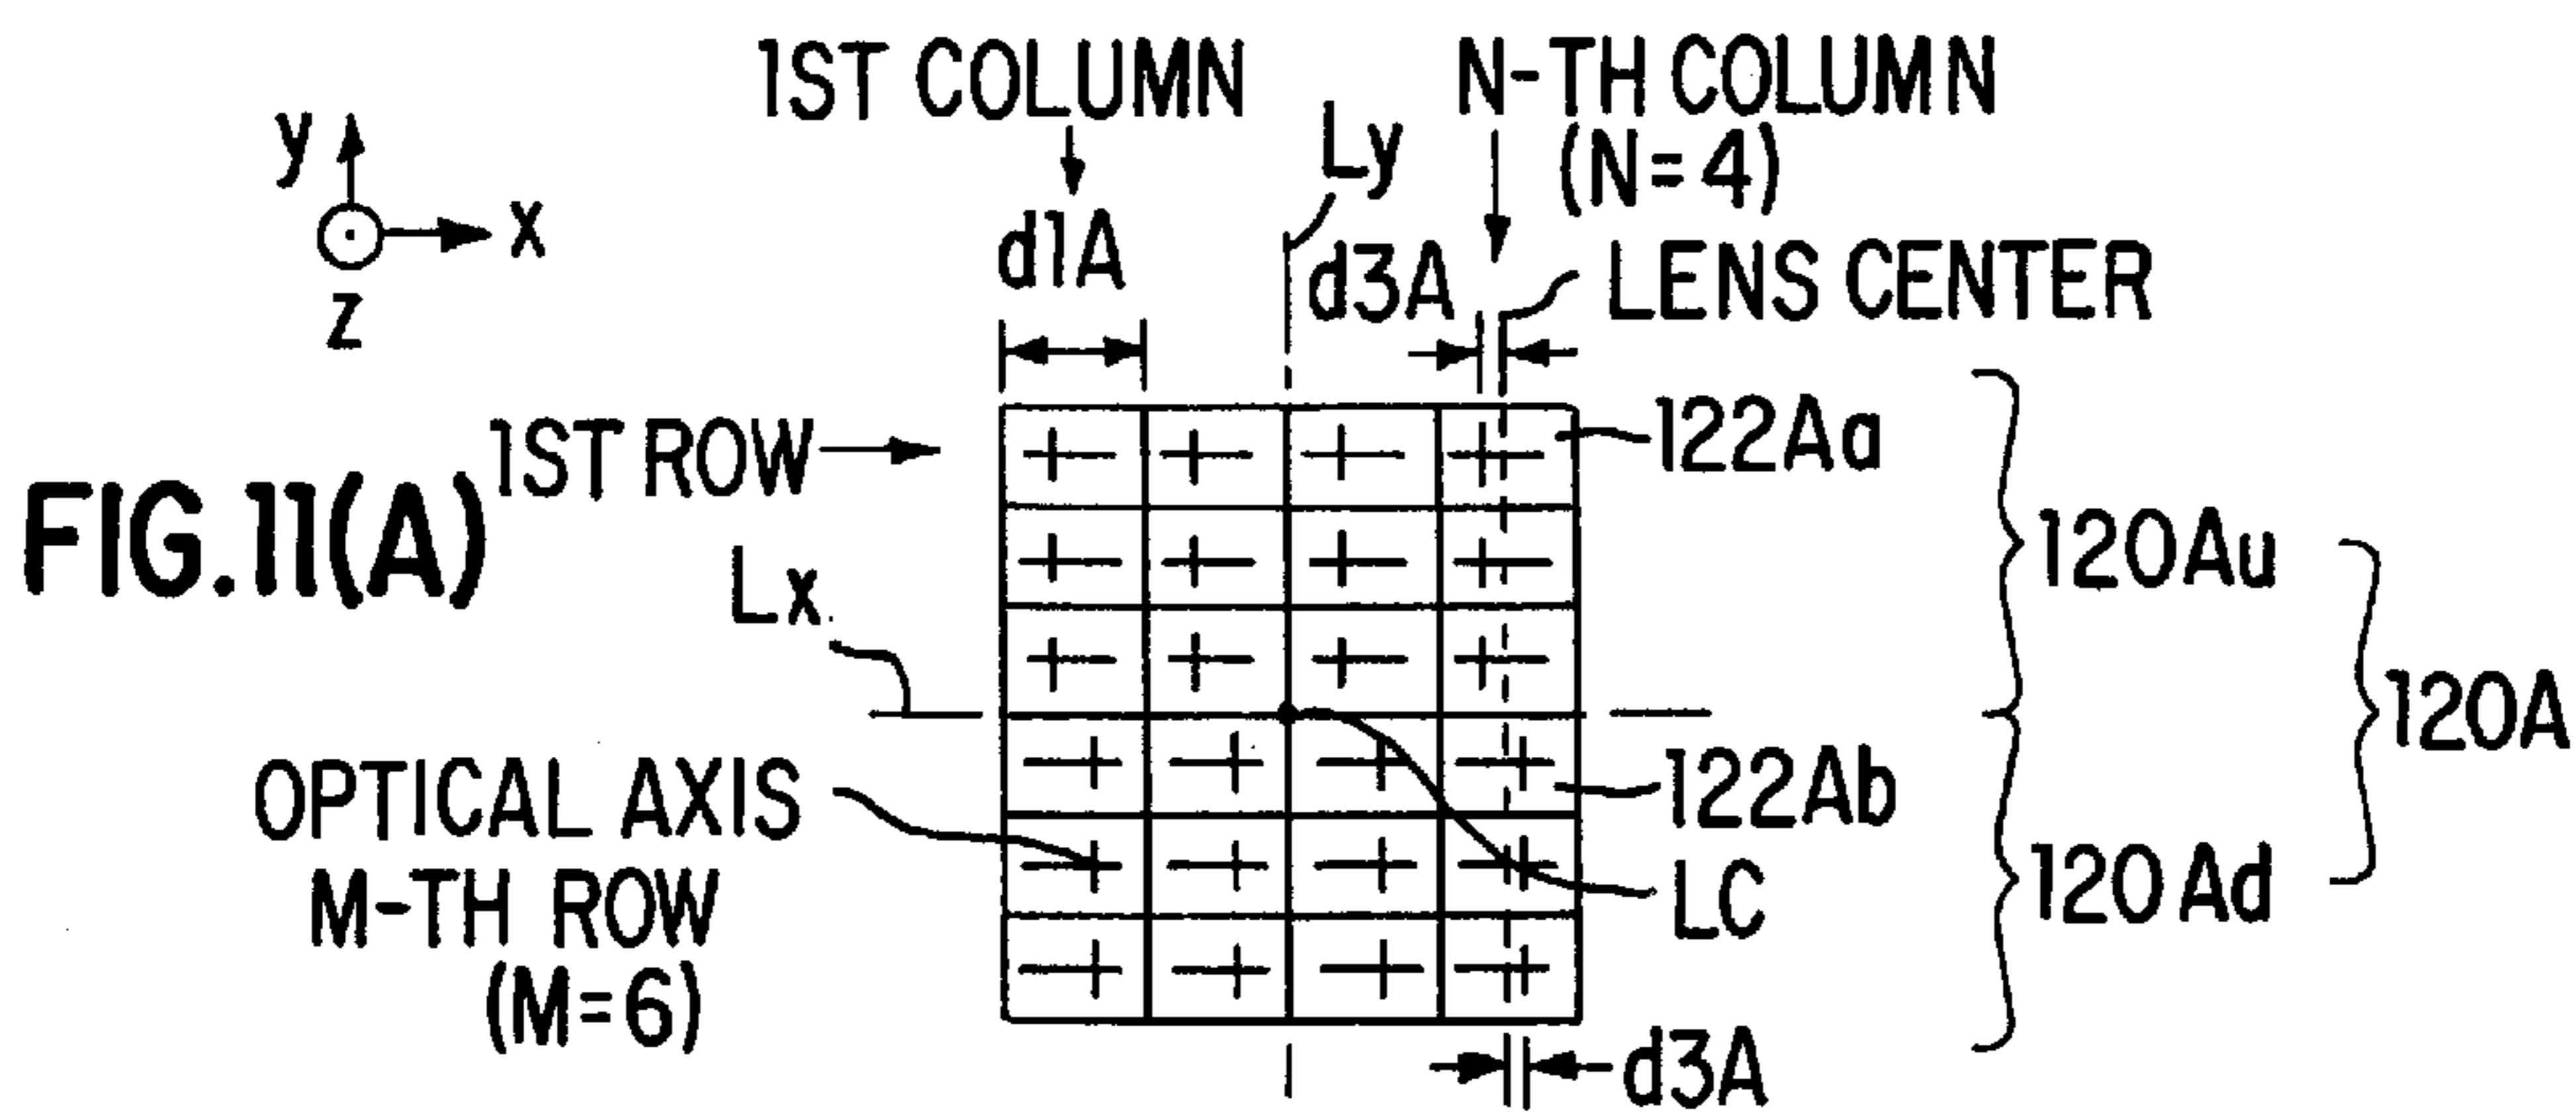 1ST COLUMN
N-TH COLUMN
(N=4)
Ly
y
x
z
d1A
d3A
LENS CENTER
1ST ROW
122Aa
FIG.11(A)
120Au
Lx
120A
OPTICAL AXIS
122Ab
M-TH ROW
(M=6)
LC
120Ad
d3A